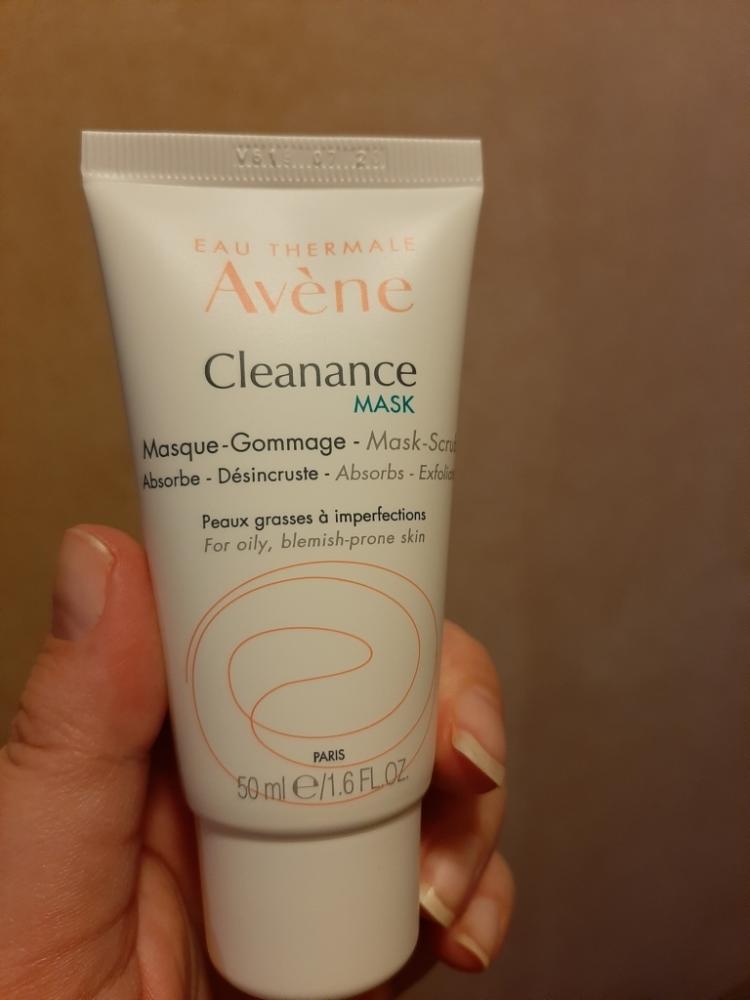 EAU THERMALE
Avène
Cleanance
MASK
Masque-Gommage - Mask-Scru
Absorbe - Désincruste - Absorbs - Exfolia
Peaux grasses à imperfections
For oily, blemish-prone skin
PARIS
50 ml e/1.6 FL.OZ.